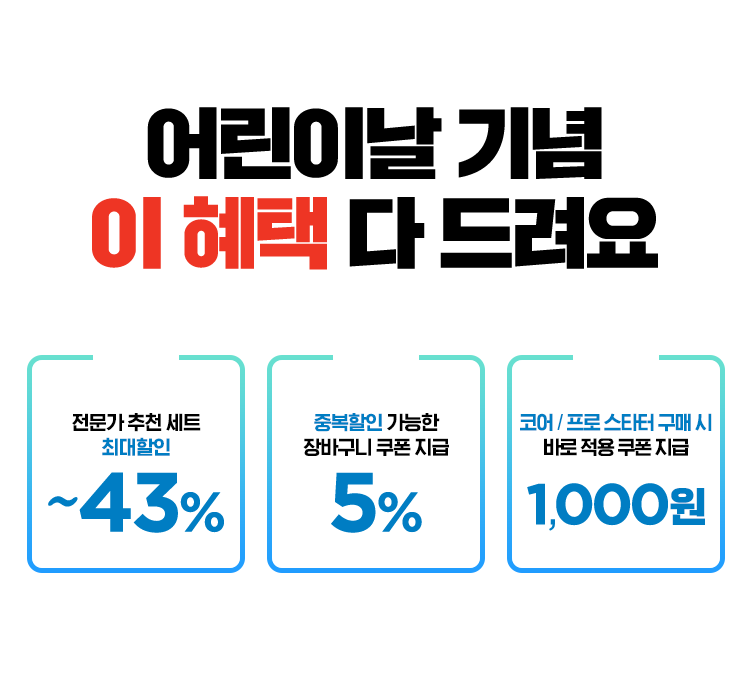 어린이날 기념
이 혜택 다 드려요
전문가 추천 세트
최대할인
~43%
중복할인 가능한
장바구니 쿠폰 지급
5%
코어 / 프로 스타터 구매 시
바로 적용 쿠폰 지급
1,000원